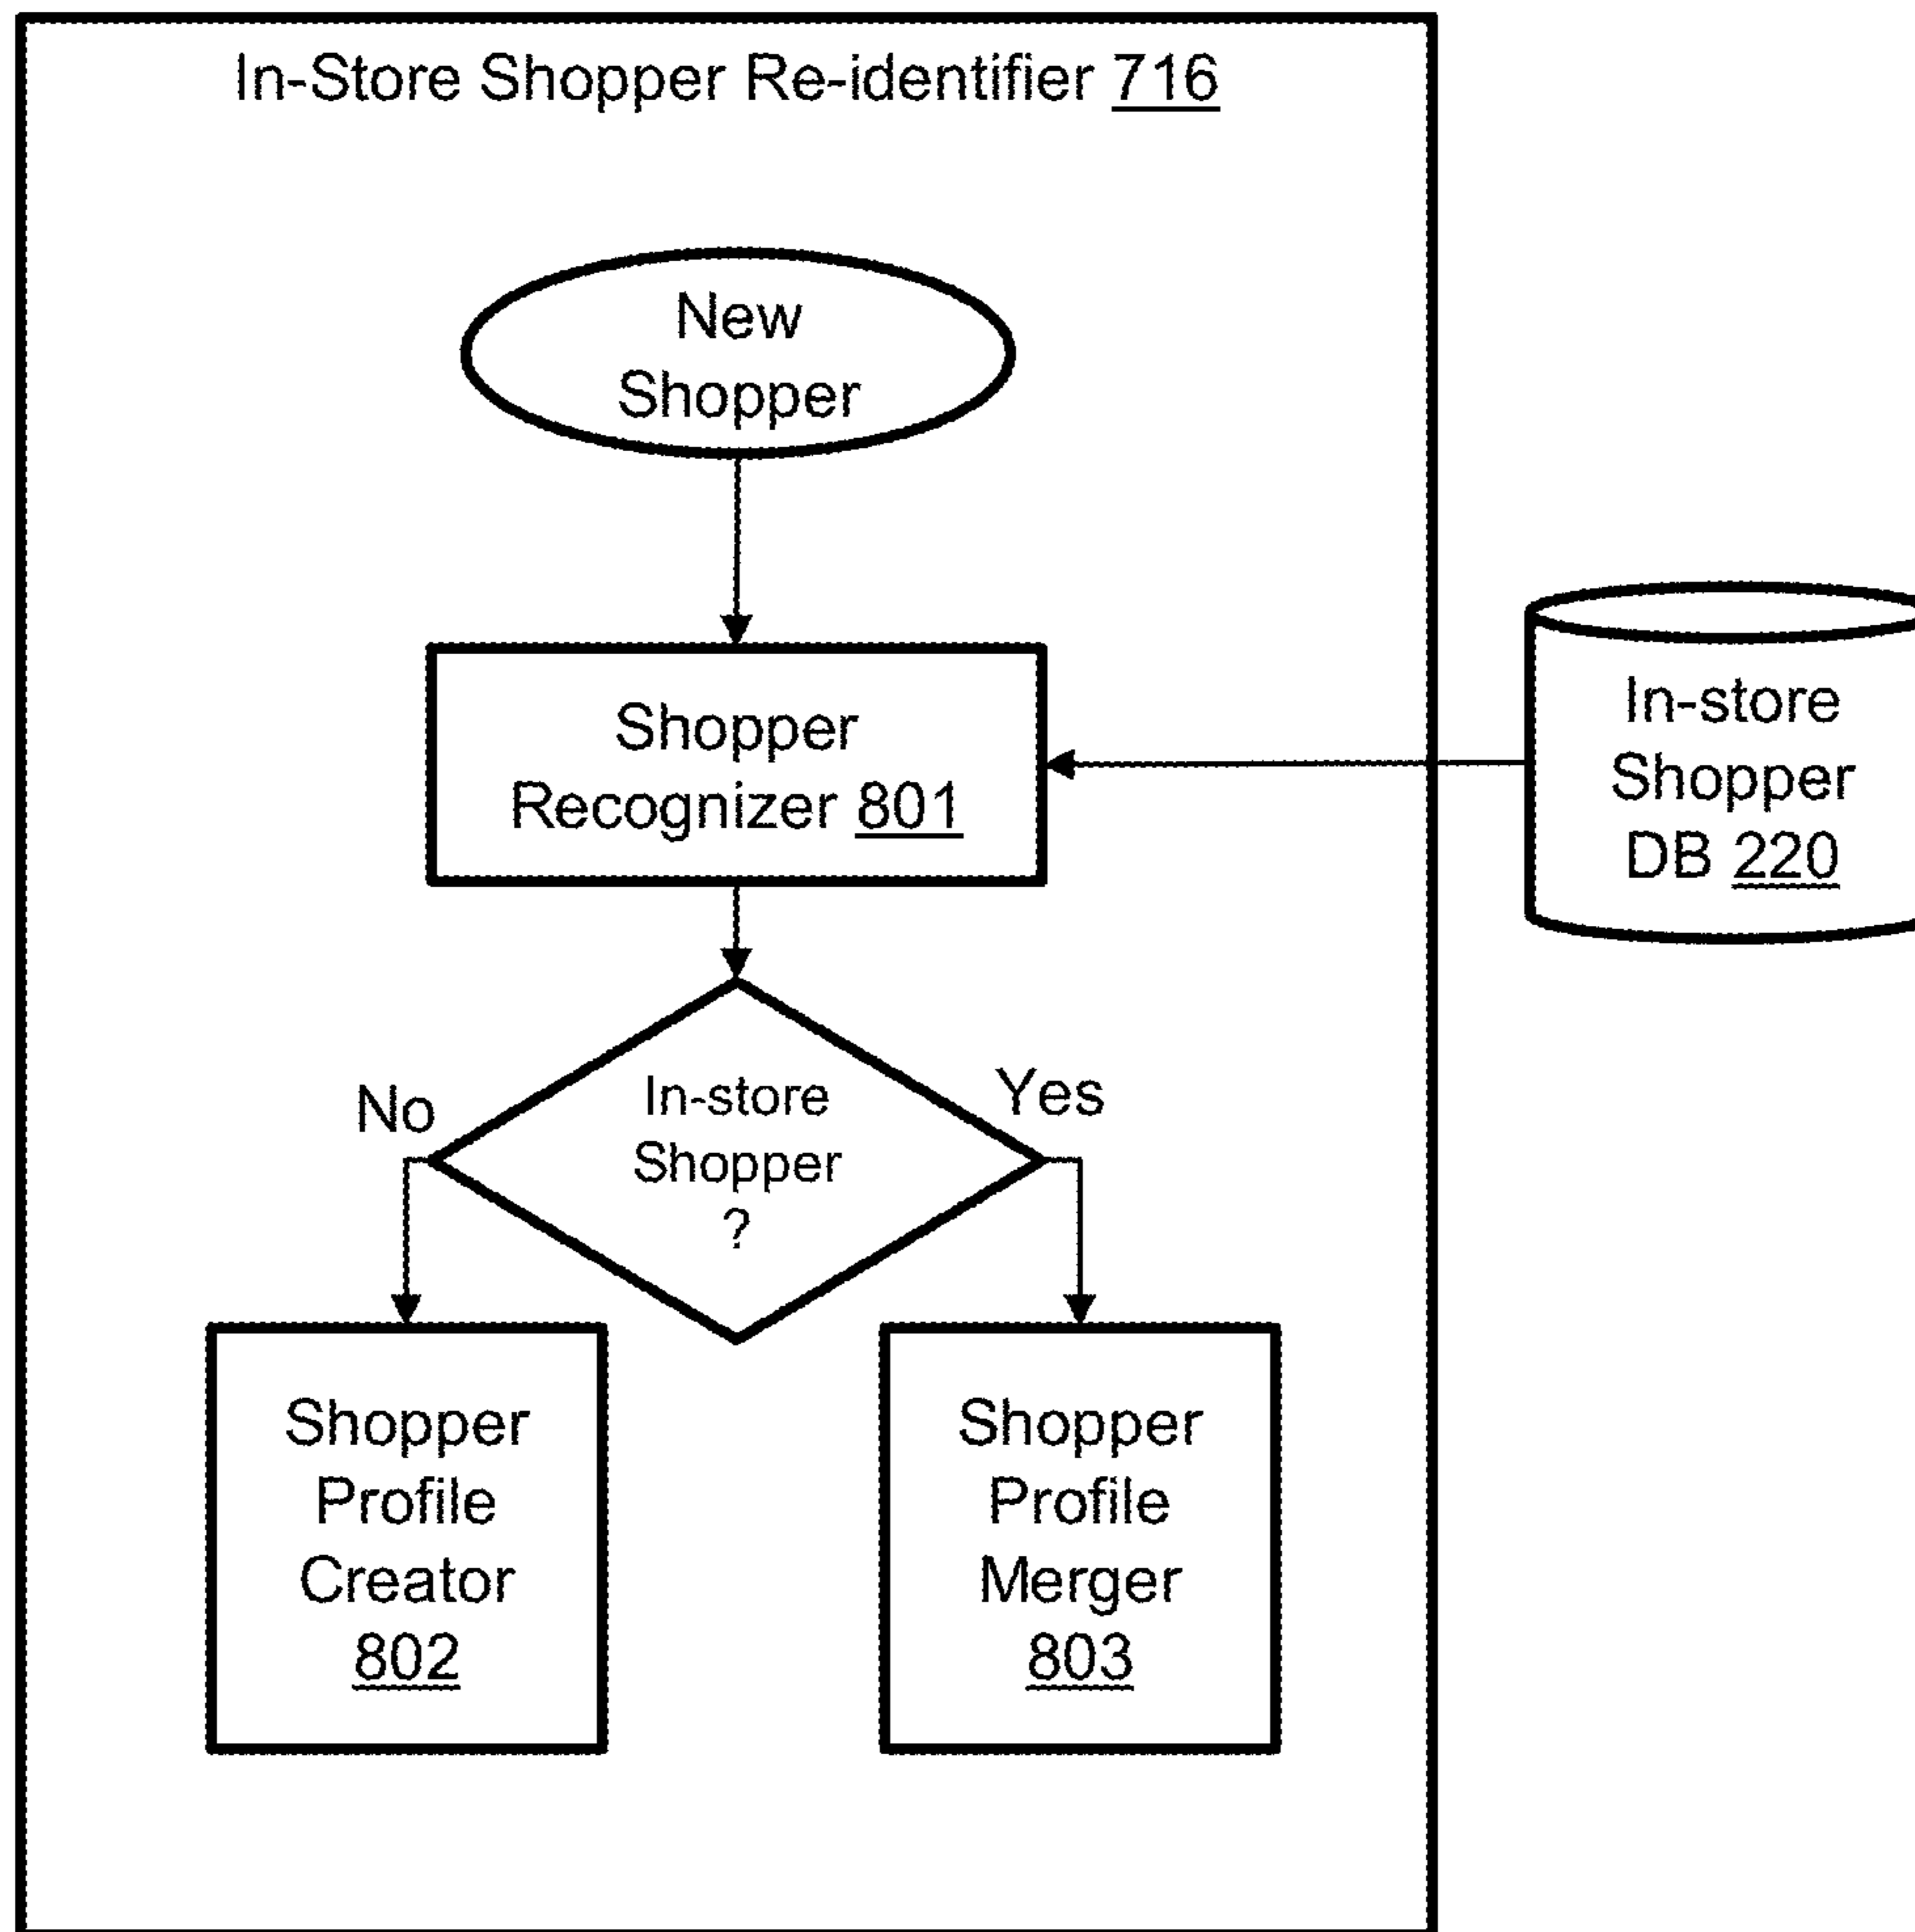 In-Store Shopper Re-identifier 716
New
Shopper
Shopper
Recognizer 801
In-store
Shopper
DB 220
No
In-store
Shopper
?
Yes
Shopper
Profile
Creator
802
Shopper
Profile
Merger
803